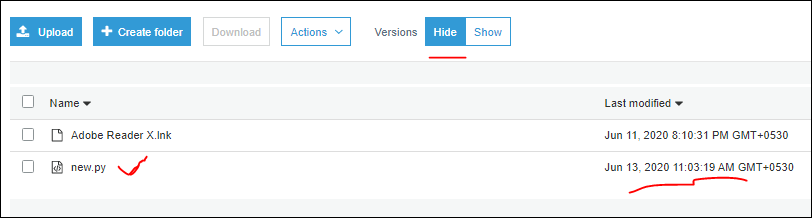 Upload Create folder Download Actions Versions Hide Show
Name Last modified
Adobe Reader X.lnk Jun 11, 2020 8:10:31 PM GMT+0530
new.py Jun 13, 2020 11:03:19 AM GMT+0530